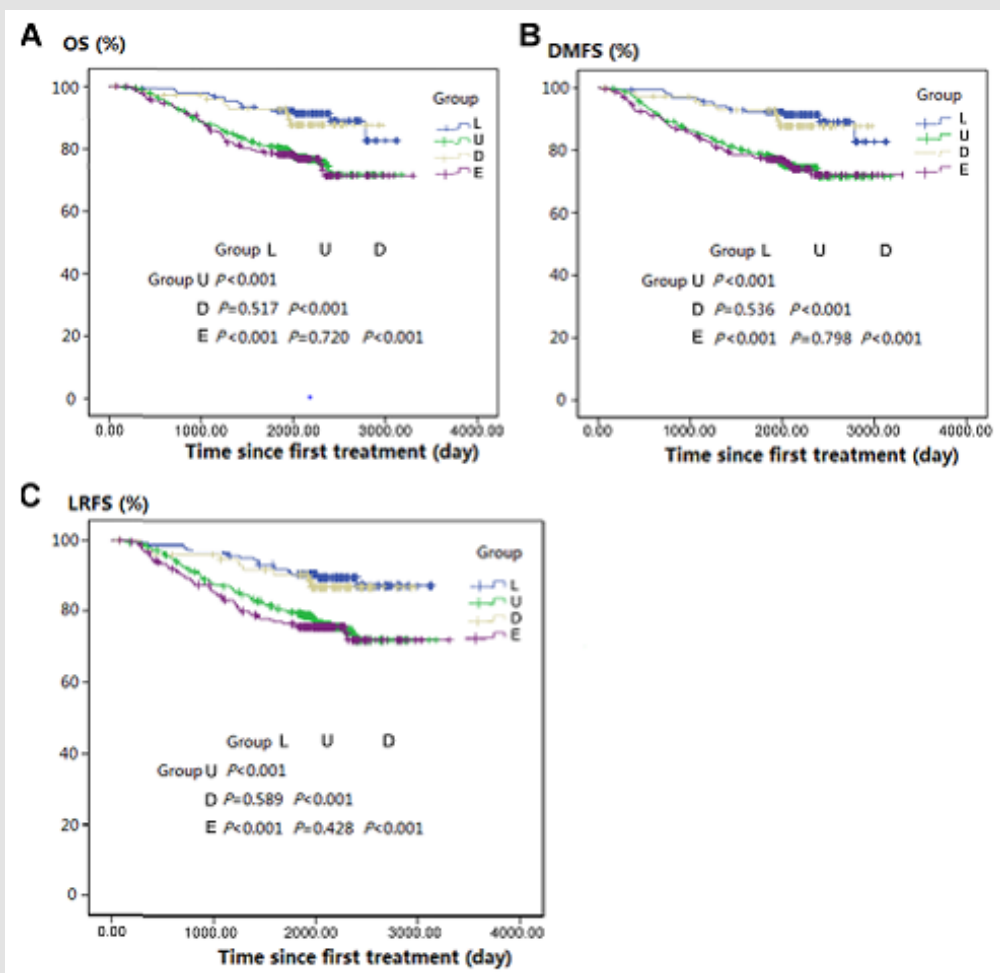 A
OS (%)
100
80
60
40
20
0
Group
L
U
D
E
Group L U D
Group U P<0.001
D P=0.517 P<0.001
E P<0.001 P=0.720 P<0.001
0.00 1000.00 2000.00 3000.00 4000.00
Time since first treatment (day)
B
DMFS (%)
100
80
60
40
20
0
Group
L
U
D
E
Group L U D
Group U P<0.001
D P=0.536 P<0.001
E P<0.001 P=0.798 P<0.001
0.00 1000.00 2000.00 3000.00 4000.00
Time since first treatment (day)
C
LRFS (%)
100
80
60
40
20
0
Group
L
U
D
E
Group L U D
Group U P<0.001
D P=0.589 P<0.001
E P<0.001 P=0.428 P<0.001
0.00 1000.00 2000.00 3000.00 4000.00
Time since first treatment (day)